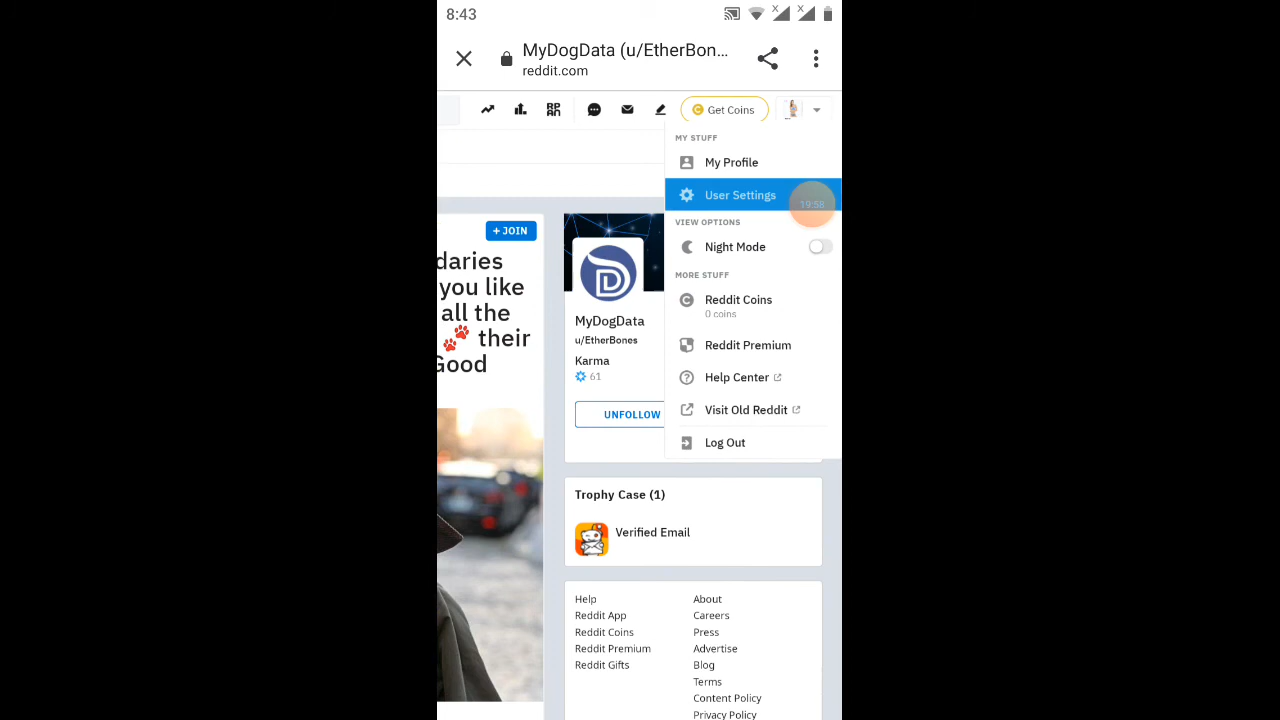 8:43
MyDogData (u/EtherBon...
reddit.com
Get Coins
MY STUFF
My Profile
User Settings
19:58
VIEW OPTIONS
Night Mode
MORE STUFF
Reddit Coins
0 coins
Reddit Premium
Help Center
Visit Old Reddit
Log Out
+ JOIN
daries
you like
all the
🐾 their
Good
MyDogData
u/EtherBones
Karma
61
UNFOLLOW
Trophy Case (1)
Verified Email
Help
Reddit App
Reddit Coins
Reddit Premium
Reddit Gifts
About
Careers
Press
Advertise
Blog
Terms
Content Policy
Privacy Policy